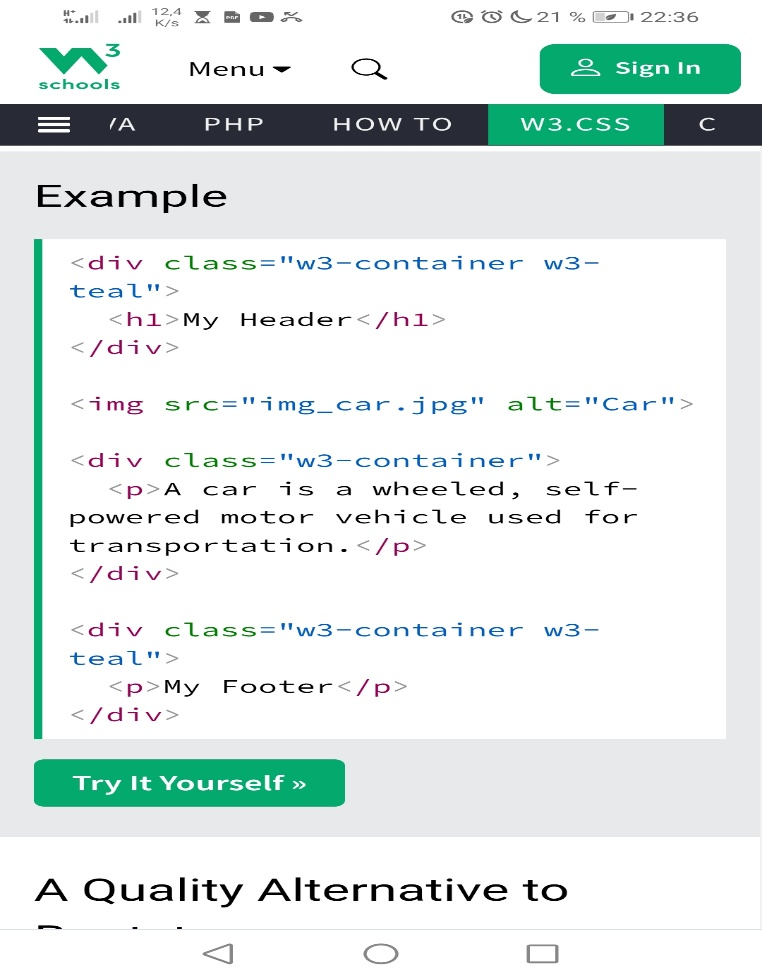 H+
1L
12,4
K/s
PDF
21 %
22:36
W3
schools
Menu
Sign In
/A
PHP
HOW TO
W3.CSS
C
Example
<div class="w3-container w3-
teal">
<h1>My Header</h1>
</div>
<img src="img_car.jpg" alt="Car">
<div class="w3-container">
<p>A car is a wheeled, self-
powered motor vehicle used for
transportation.</p>
</div>
<div class="w3-container w3-
teal">
<p>My Footer</p>
</div>
Try It Yourself »
A Quality Alternative to